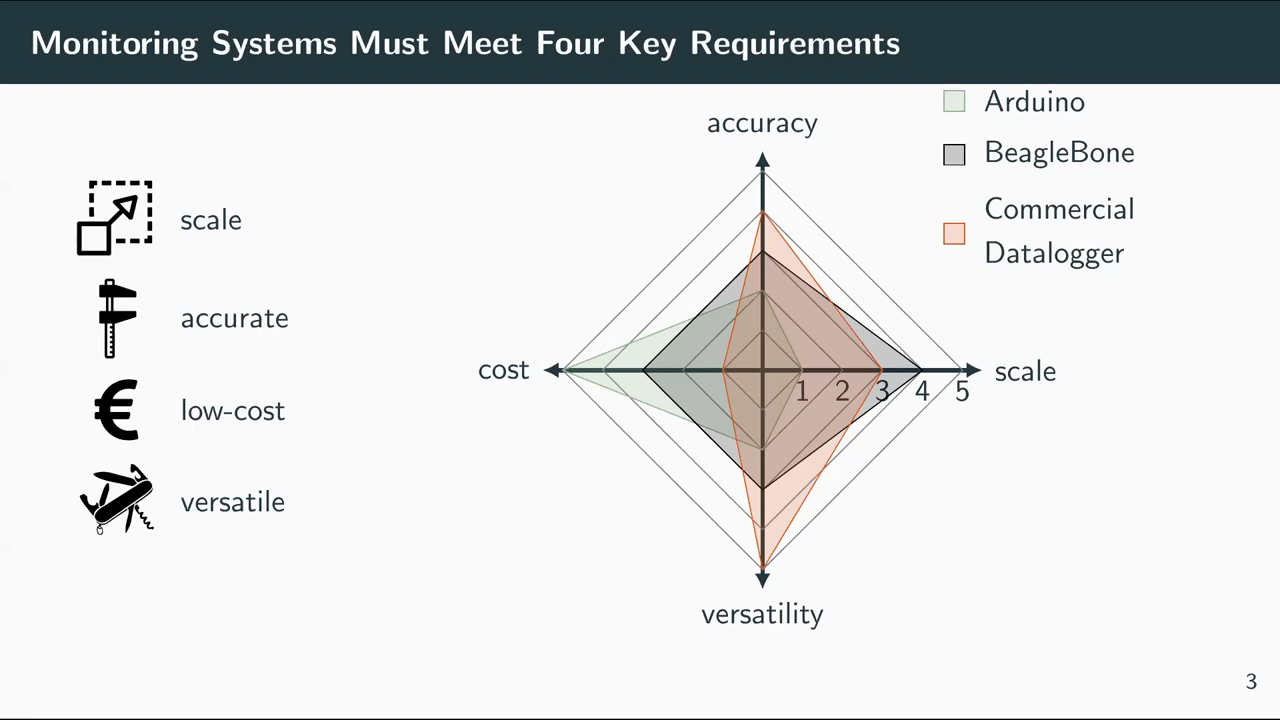 Monitoring Systems Must Meet Four Key Requirements
scale
accurate
low-cost
versatile
accuracy
cost
scale
versatility
1 2 3 4 5
Arduino
BeagleBone
Commercial
Datalogger
3